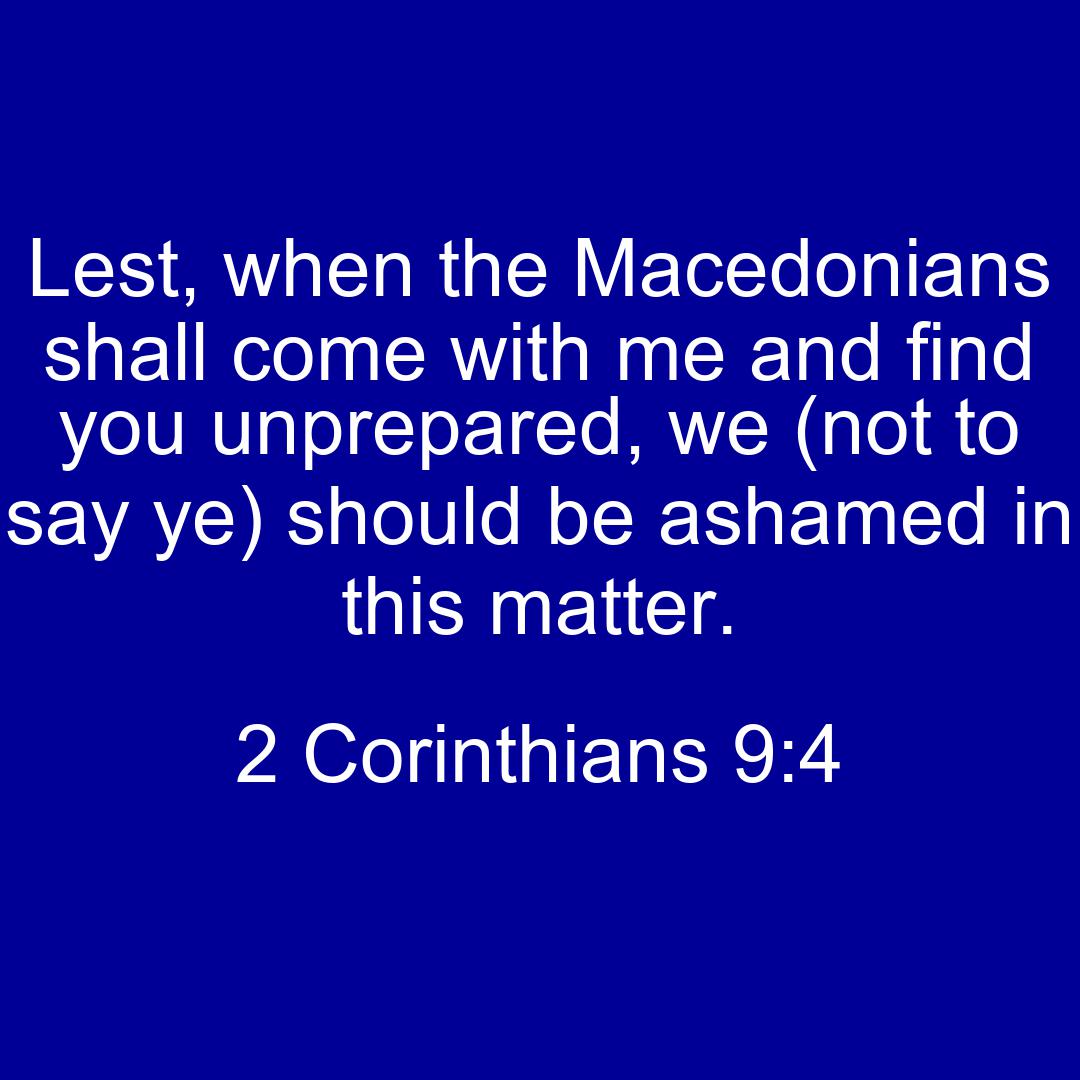 Lest, when the Macedonians
shall come with me and find
you unprepared, we (not to
say ye) should be ashamed in
this matter.
2 Corinthians 9:4